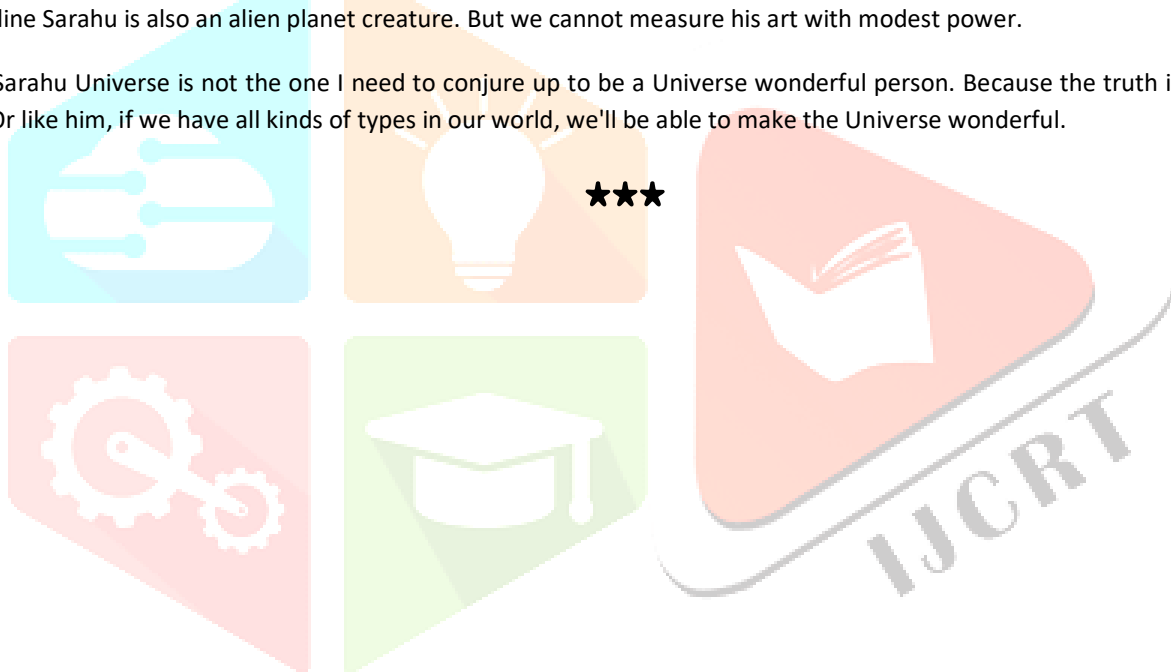 Sarahu is also an alien planet creature. But we cannot measure his art with modest power.
Sarahu Universe is not the one I need to conjure up to be a Universe wonderful person. Because the truth
Or like him, if we have all kinds of types in our world, we'll be able to make the Universe wonderful.
★★★
IJCRT